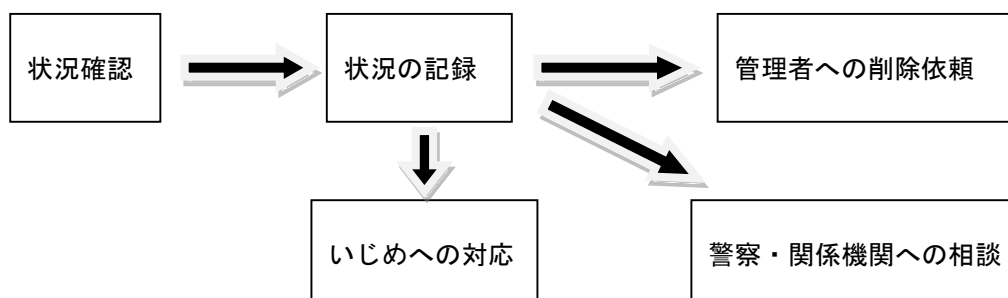 状況確認
状況の記録
管理者への削除依頼
いじめへの対応
警察・関係機関への相談